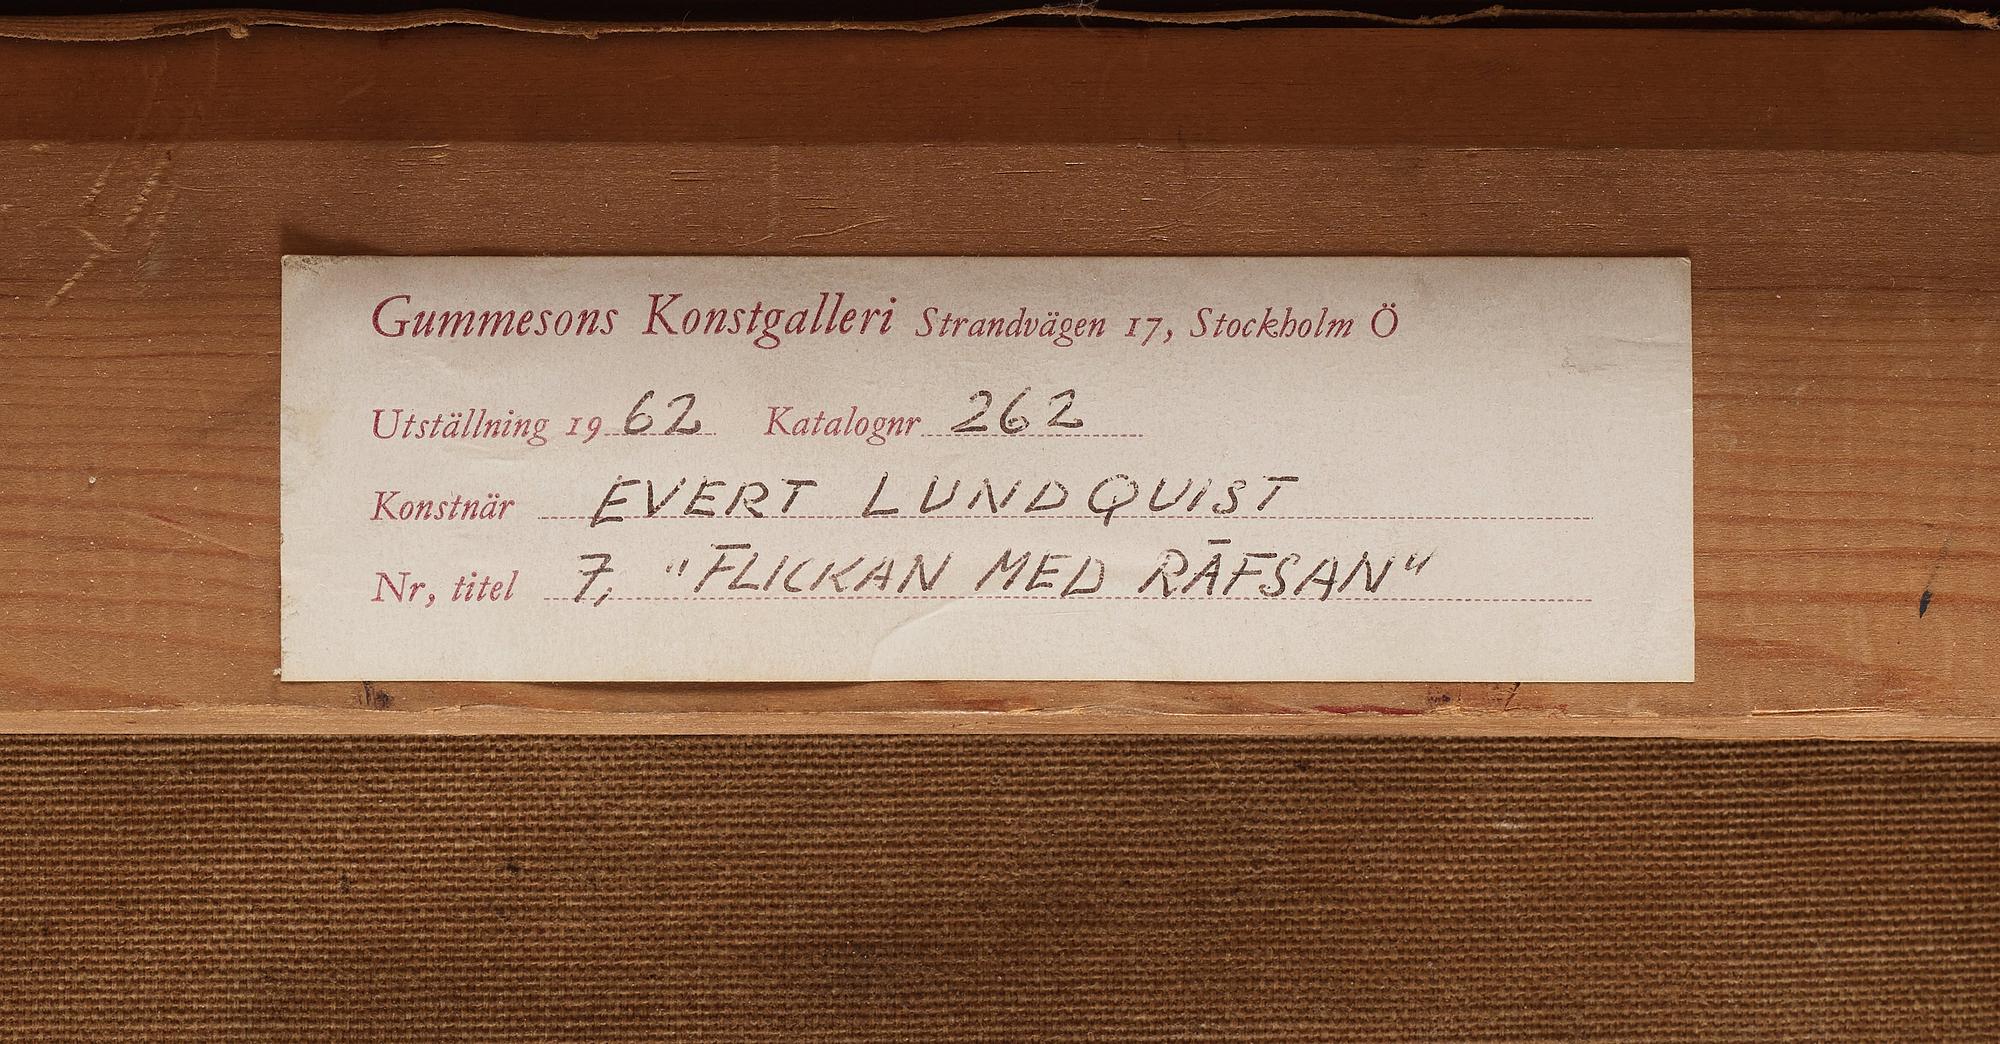 Gummesons Konstgalleri Strandvägen 17, Stockholm Ö
Utställning 1962 Katalognr 262
Konstnär EVERT LUNDQUIST
Nr, titel 7, "FLICKAN MED RÄFSAN"